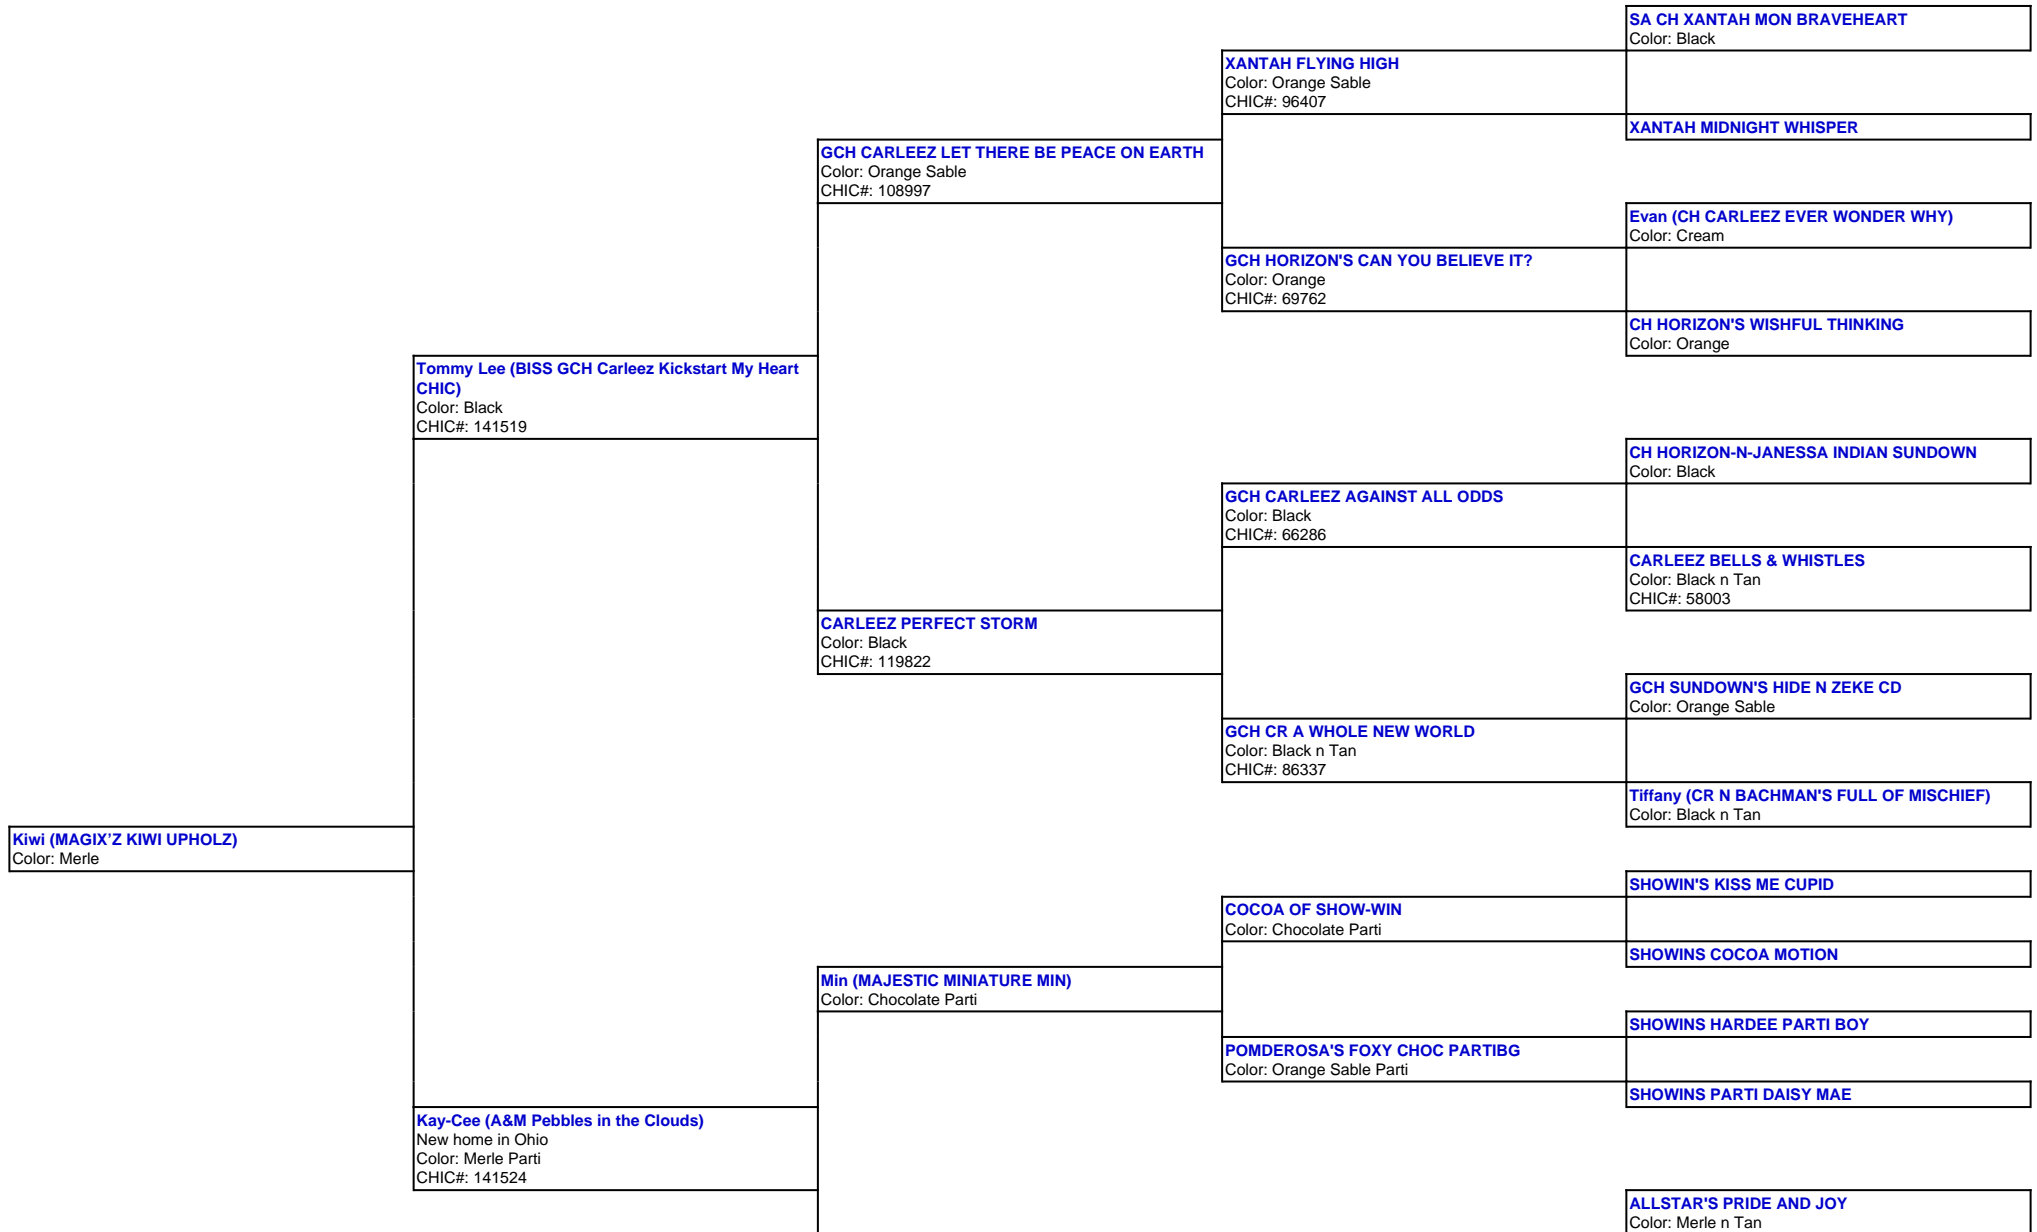 SA CH XANTAH MON BRAVEHEART
Color: Black
XANTAH FLYING HIGH
Color: Orange Sable
CHIC#: 96407
XANTAH MIDNIGHT WHISPER
GCH CARLEEZ LET THERE BE PEACE ON EARTH
Color: Orange Sable
CHIC#: 108997
Evan (CH CARLEEZ EVER WONDER WHY)
Color: Cream
GCH HORIZON'S CAN YOU BELIEVE IT?
Color: Orange
CHIC#: 69762
CH HORIZON'S WISHFUL THINKING
Color: Orange
Tommy Lee (BISS GCH Carleez Kickstart My Heart
CHIC)
Color: Black
CHIC#: 141519
CH HORIZON-N-JANESSA INDIAN SUNDOWN
Color: Black
GCH CARLEEZ AGAINST ALL ODDS
Color: Black
CHIC#: 66286
CARLEEZ BELLS & WHISTLES
Color: Black n Tan
CHIC#: 58003
CARLEEZ PERFECT STORM
Color: Black
CHIC#: 119822
GCH SUNDOWN'S HIDE N ZEKE CD
Color: Orange Sable
GCH CR A WHOLE NEW WORLD
Color: Black n Tan
CHIC#: 86337
Tiffany (CR N BACHMAN'S FULL OF MISCHIEF)
Color: Black n Tan
Kiwi (MAGIX’Z KIWI UPHOLZ)
Color: Merle
SHOWIN'S KISS ME CUPID
COCOA OF SHOW-WIN
Color: Chocolate Parti
SHOWINS COCOA MOTION
Min (MAJESTIC MINIATURE MIN)
Color: Chocolate Parti
SHOWINS HARDEE PARTI BOY
POMDEROSA'S FOXY CHOC PARTIBG
Color: Orange Sable Parti
SHOWINS PARTI DAISY MAE
Kay-Cee (A&M Pebbles in the Clouds)
New home in Ohio
Color: Merle Parti
CHIC#: 141524
ALLSTAR'S PRIDE AND JOY
Color: Merle n Tan